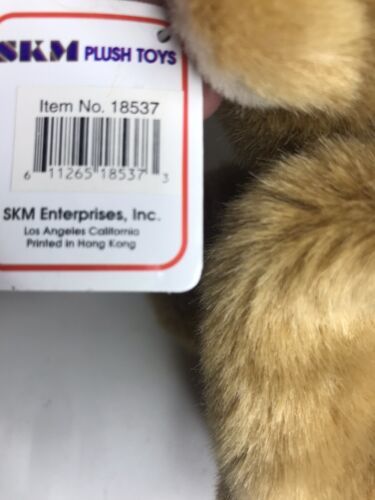 SKM PLUSH TOYS
Item No. 18537
6 11265 18537 3
SKM Enterprises, Inc.
Los Angeles California
Printed in Hong Kong